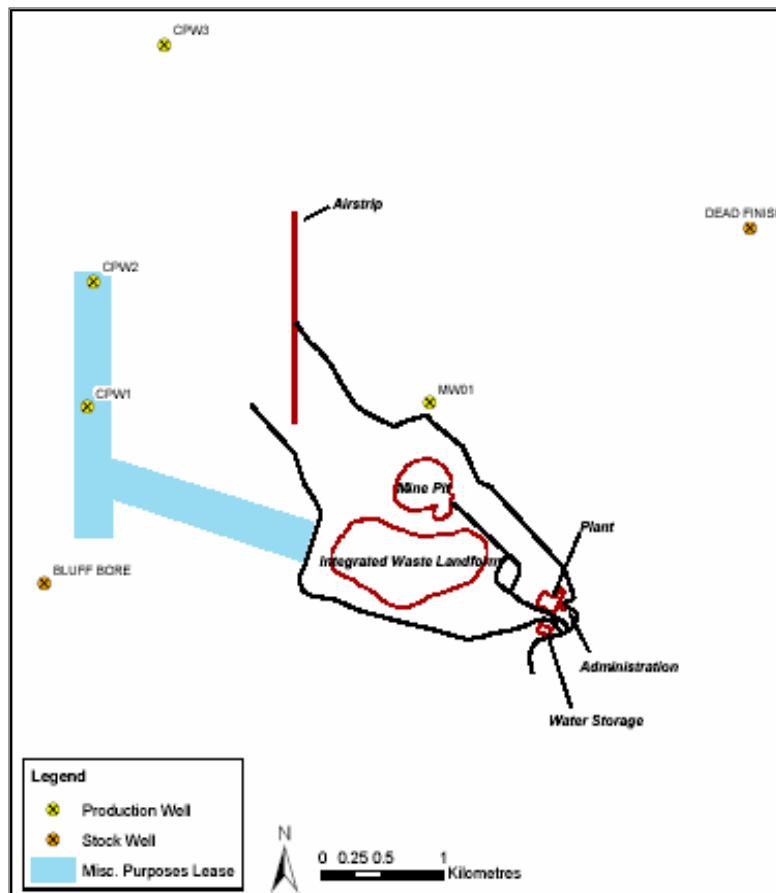 CPW3
Airstrip
DEAD FINIS
CPW2
CPW1
MW01
Mine Pit
Plant
Integrated Waste Landform
BLUFF BORE
Administration
Water Storage
Legend
Production Well
Stock Well
Misc. Purposes Lease
N
0 0.25 0.5 1
Kilometres